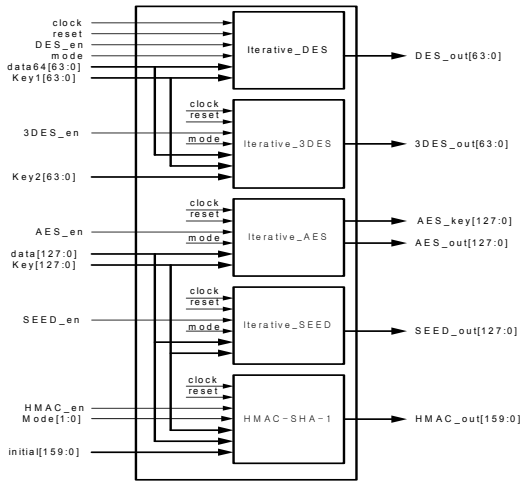 clock
reset
DES_en
mode
data64[63:0]
Key1[63:0]
Iterative_DES
DES_out[63:0]
clock
reset
3DES_en
mode
Iterative_3DES
3DES_out[63:0]
Key2[63:0]
clock
reset
AES_en
mode
data[127:0]
Key[127:0]
Iterative_AES
AES_key[127:0]
AES_out[127:0]
clock
reset
SEED_en
mode
Iterative_SEED
SEED_out[127:0]
clock
reset
HMAC_en
Mode[1:0]
HMAC-SHA-1
HMAC_out[159:0]
initial[159:0]